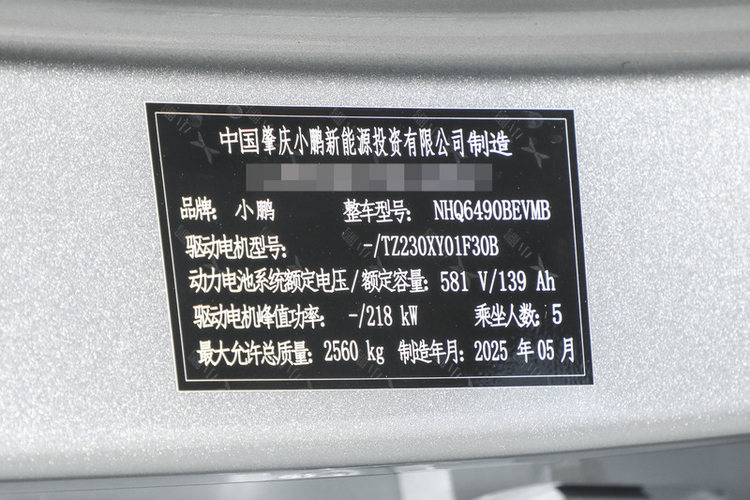 中国肇庆小鹏新能源投资有限公司制造
品牌: 小鹏 整车型号: NHQ6490BEVMB
驱动电机型号: -/TZ230XY01F30B
动力电池系统额定电压/额定容量: 581 V/139 Ah
驱动电机峰值功率: -/218 kW 乘坐人数: 5
最大允许总质量: 2560 kg 制造年月: 2025 年 05 月